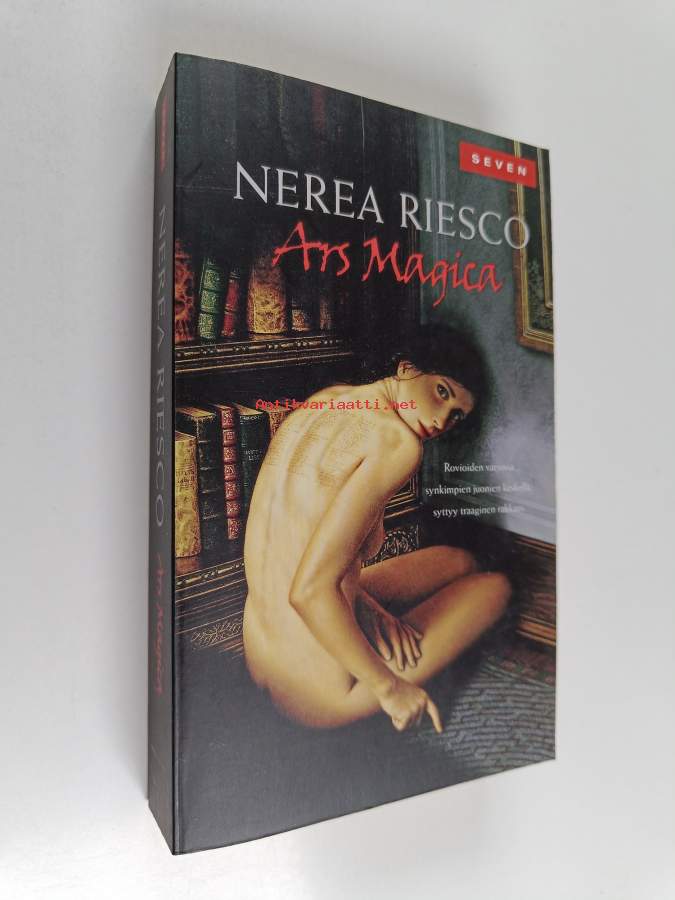 SEVEN
NEREA RIESCO
Ars Magica
Antikvariaatti.net
Rovioiden varjossa,
synkimpien juonien keskellä,
syttyy traaginen rakkaus
NEREA RIESCO Ars Magica